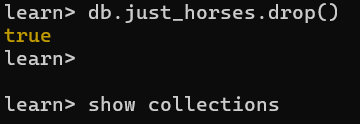 learn> db.just_horses.drop()
true
learn>
learn> show collections